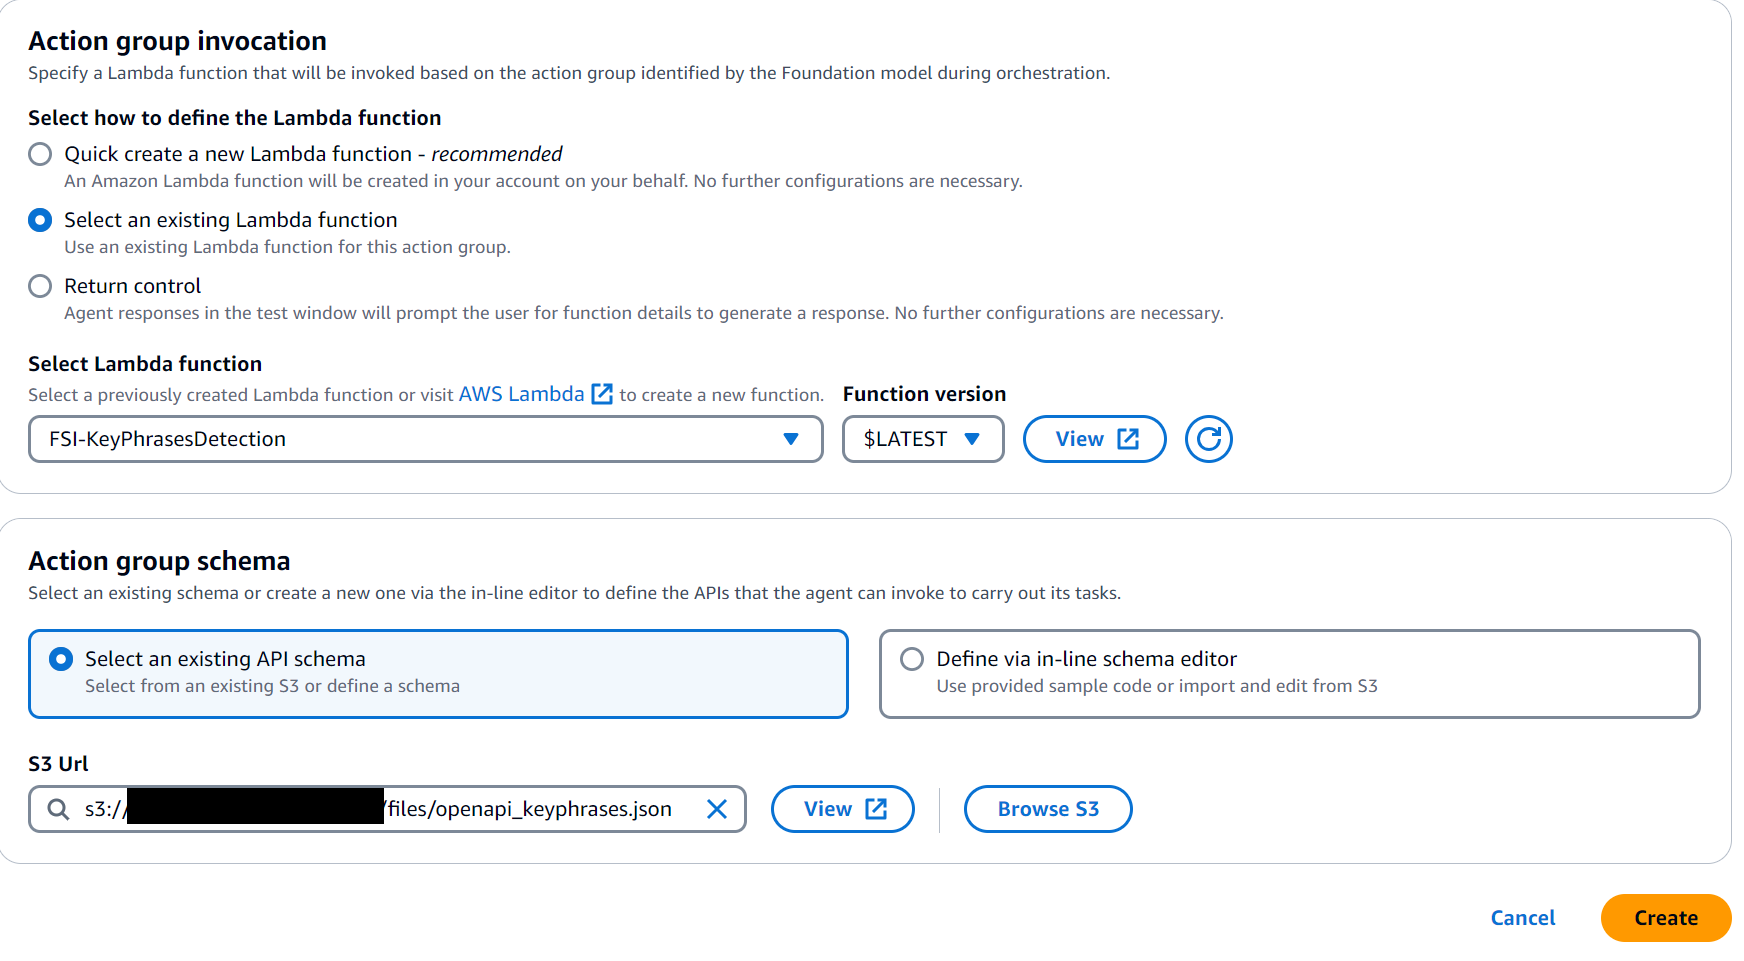 Action group invocation
Specify a Lambda function that will be invoked based on the action group identified by the Foundation model during orchestration.
Select how to define the Lambda function
Quick create a new Lambda function - recommended
An Amazon Lambda function will be created in your account on your behalf. No further configurations are necessary.
Select an existing Lambda function
Use an existing Lambda function for this action group.
Return control
Agent responses in the test window will prompt the user for function details to generate a response. No further configurations are necessary.
Select Lambda function
Select a previously created Lambda function or visit AWS Lambda to create a new function.
Function version
FSI-KeyPhrasesDetection
$LATEST
View
Action group schema
Select an existing schema or create a new one via the in-line editor to define the APIs that the agent can invoke to carry out its tasks.
Select an existing API schema
Select from an existing S3 or define a schema
Define via in-line schema editor
Use provided sample code or import and edit from S3
S3 Url
s3:// /files/openapi_keyphrases.json
View
Browse S3
Cancel
Create